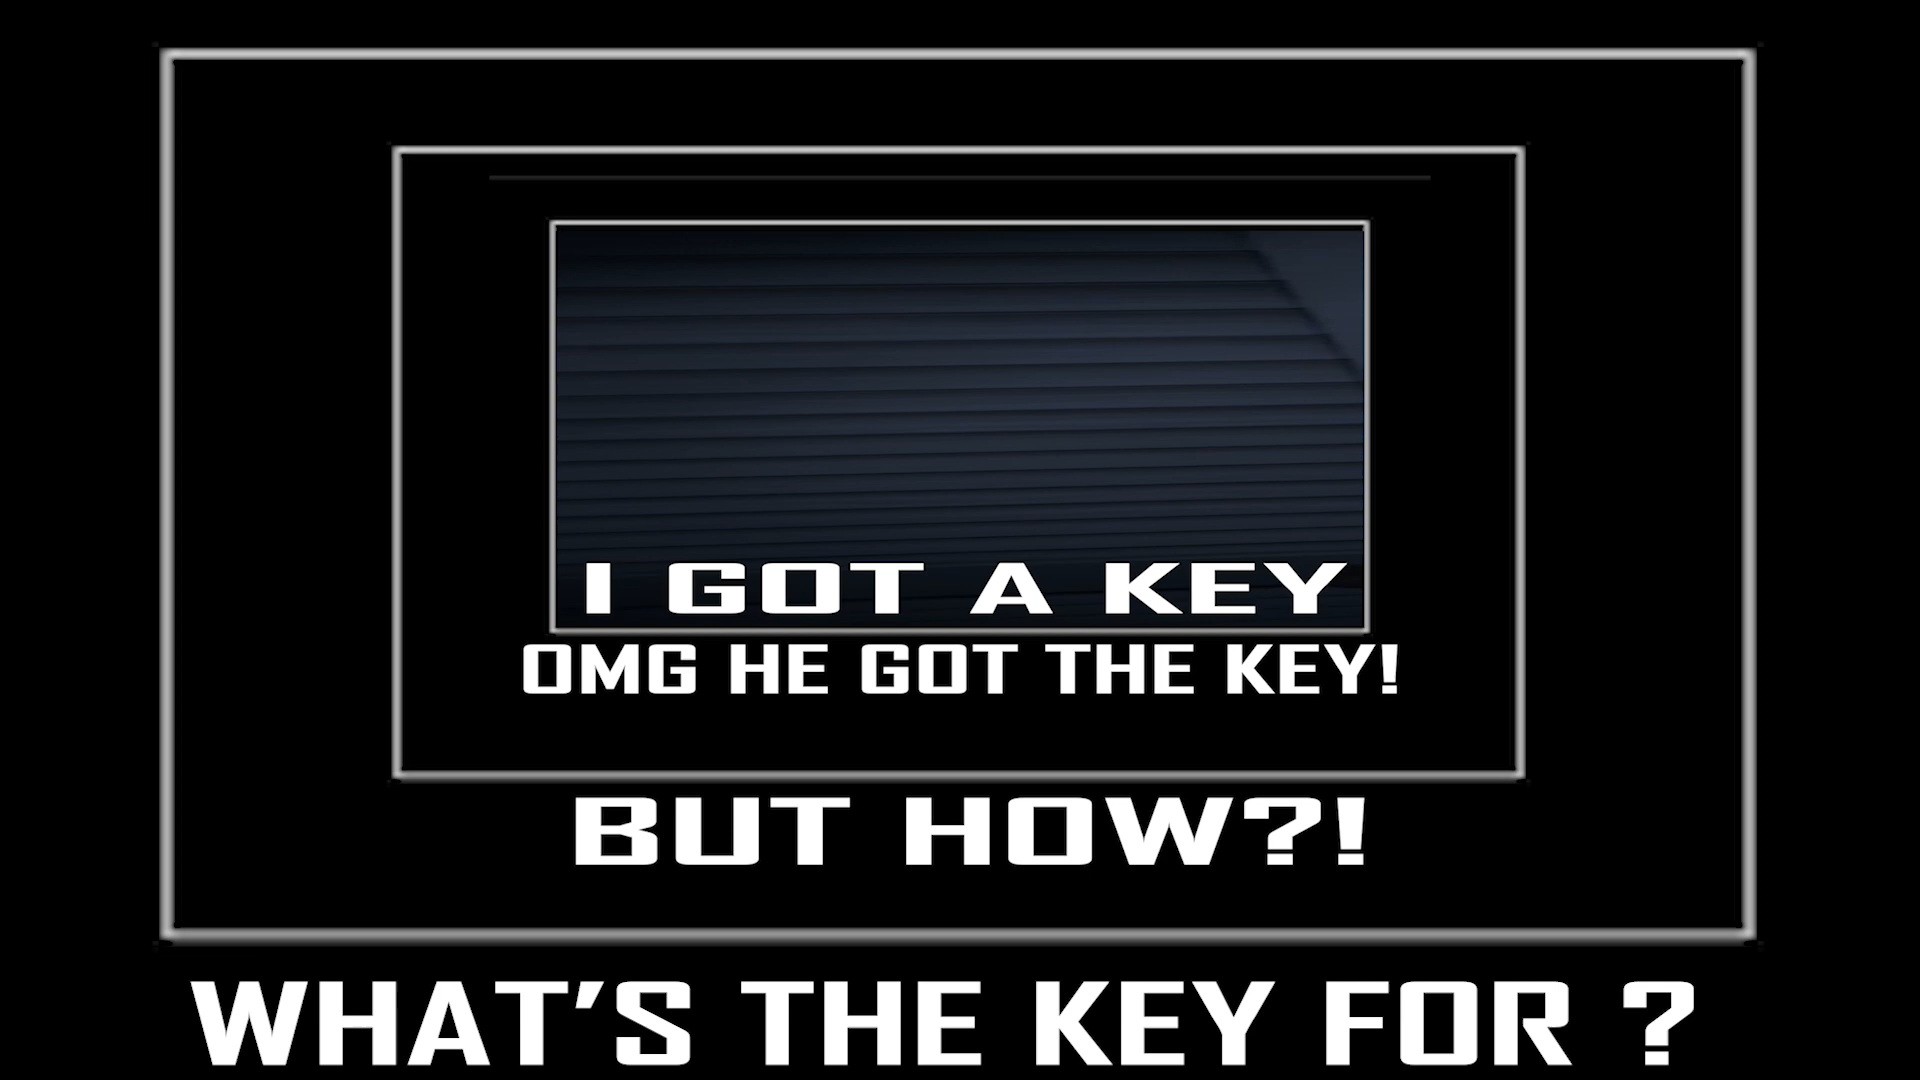 I GOT A KEY
OMG HE GOT THE KEY!
BUT HOW?!
WHAT'S THE KEY FOR ?